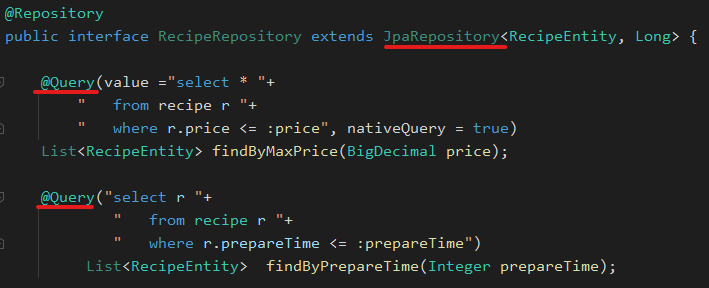 @Repository
public interface RecipeRepository extends JpaRepository<RecipeEntity, Long> {
@Query(value ="select * "+
"   from recipe r "+
"   where r.price <= :price", nativeQuery = true)
List<RecipeEntity> findByMaxPrice(BigDecimal price);
@Query("select r "+
"   from recipe r "+
"   where r.prepareTime <= :prepareTime")
List<RecipeEntity>  findByPrepareTime(Integer prepareTime);